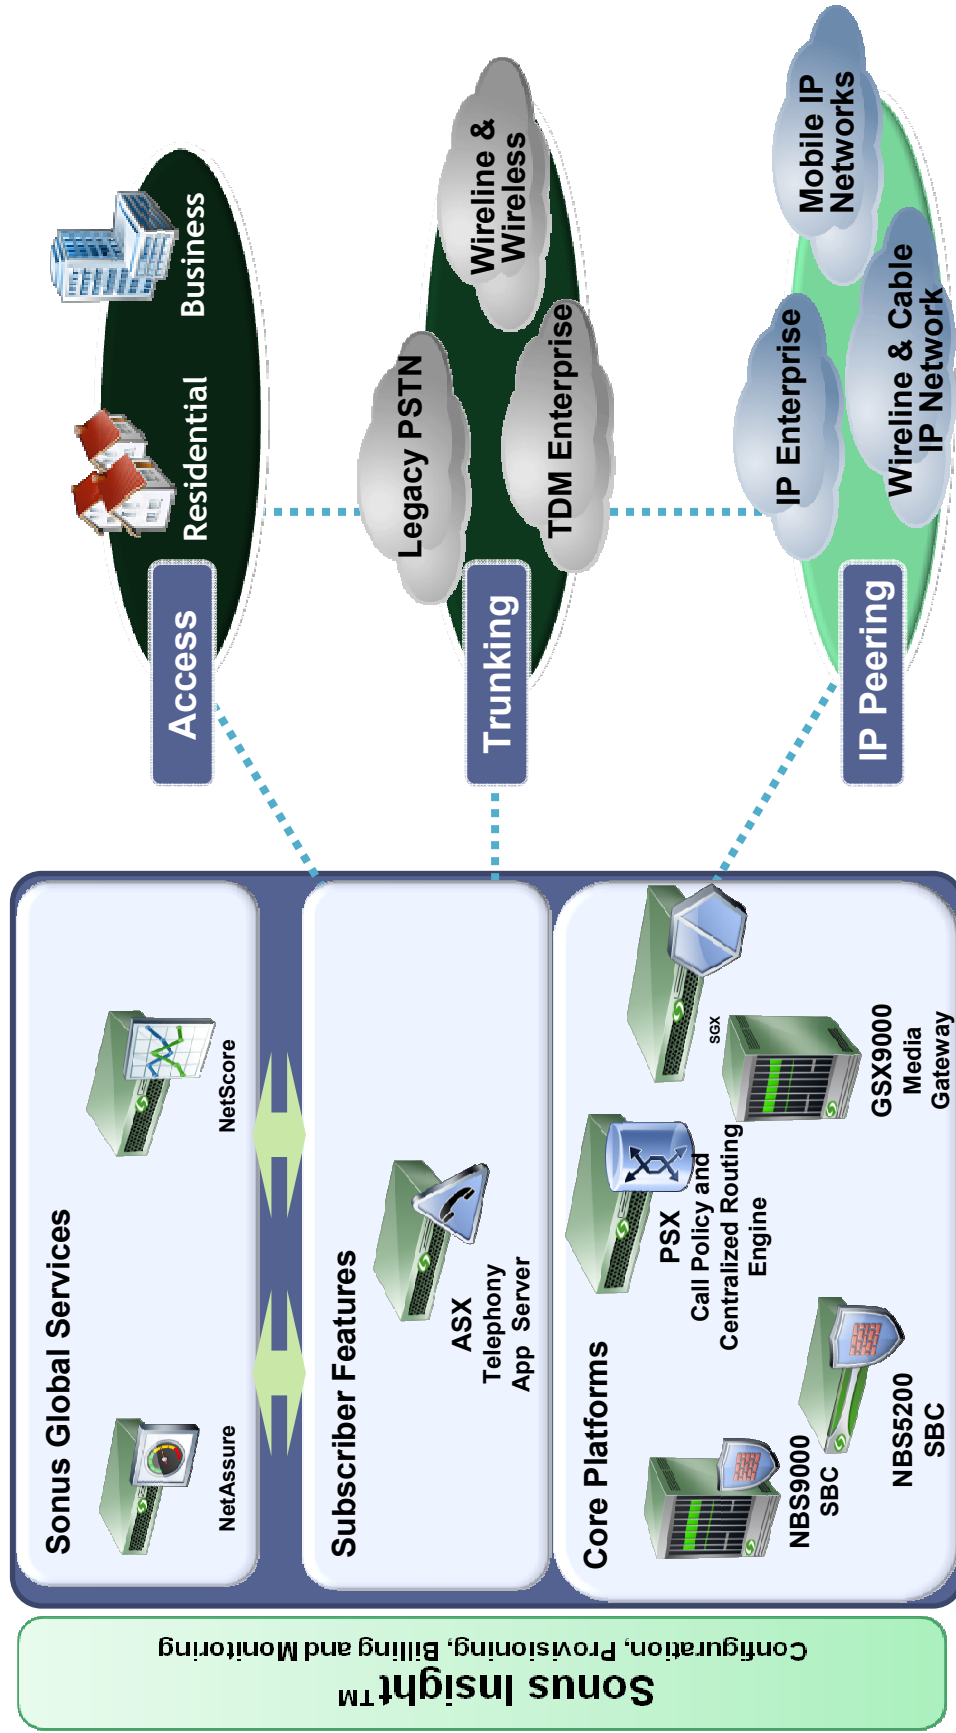 Sonus Insight™
Configuration, Provisioning, Billing and Monitoring
Sonus Global Services
NetAssure
NetScore
Subscriber Features
ASX
Telephony
App Server
Core Platforms
NBS9000
SBC
NBS5200
SBC
PSX
Call Policy and
Centralized Routing
Engine
SGX
GSX9000
Media
Gateway
Access
Residential
Business
Trunking
Legacy PSTN
Wireline &
Wireless
TDM Enterprise
IP Peering
IP Enterprise
Mobile IP
Networks
Wireline & Cable
IP Network